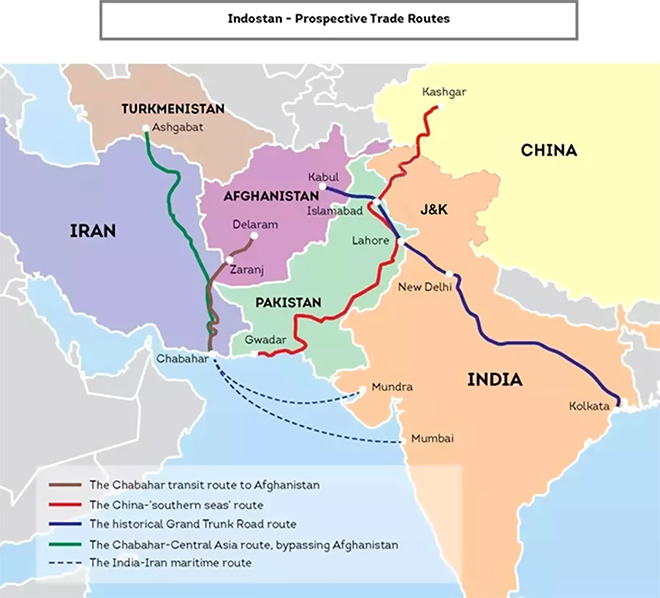 Indostan - Prospective Trade Routes
Kashgar
TURKMENISTAN
Ashgabat
CHINA
Kabul
AFGHANISTAN
Islamabad
J&K
Delaram
IRAN
Lahore
Zaranj
New Delhi
PAKISTAN
Gwadar
Chabahar
INDIA
Mundra
Kolkata
Mumbai
The Chabahar transit route to Afghanistan
The China-'southern seas' route
The historical Grand Trunk Road route
The Chabahar-Central Asia route, bypassing Afghanistan
The India-Iran maritime route